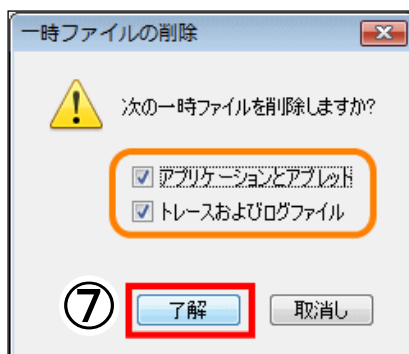 一時ファイルの削除
次の一時ファイルを削除しますか?
アプリケーションとアプレット
トレースおよびログファイル
⑦ 了解 取消し